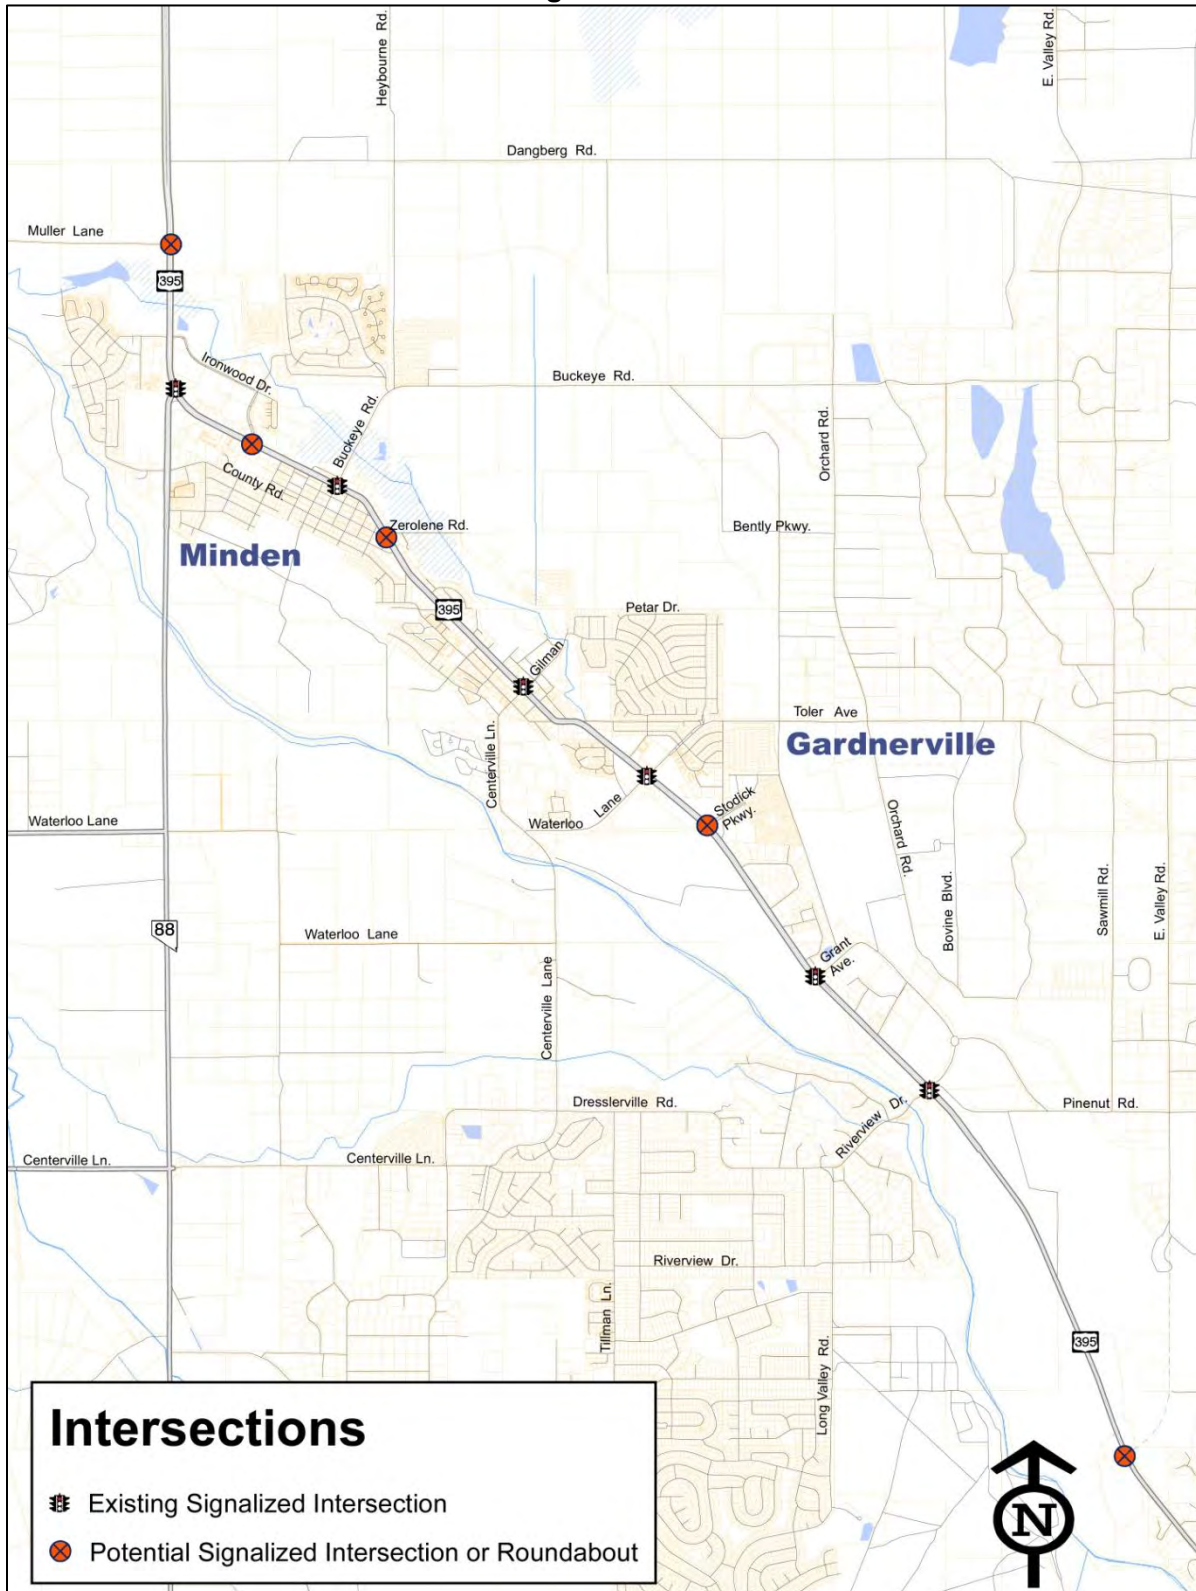 Heybourne Rd.
E. Valley Rd.
Dangberg Rd.
Muller Lane
395
Ironwood Dr.
Buckeye Rd.
Buckeye Rd.
Orchard Rd.
County Rd.
Zerolene Rd.
Bently Pkwy.
Minden
395
Petar Dr.
Gilman
Toler Ave
Gardnerville
Centerville Ln.
Waterloo Lane
Stodick
Pkwy.
Waterloo Lane
Orchard Rd.
Bovine Blvd.
Sawmill Rd.
E. Valley Rd.
88
Waterloo Lane
Grant
Ave.
Centerville Lane
Dresslerville Rd.
Riverview Dr.
Pinenut Rd.
Centerville Ln.
Centerville Ln.
Riverview Dr.
Tillman Ln.
Long Valley Rd.
395
Intersections
Existing Signalized Intersection
Potential Signalized Intersection or Roundabout
N